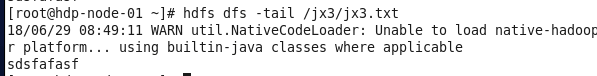 [root@hdp-node-01 ~]# hdfs dfs -tail /jx3/jx3.txt
18/06/29 08:49:11 WARN util.NativeCodeLoader: Unable to load native-hadoop
r platform... using builtin-java classes where applicable
sdsfafasf